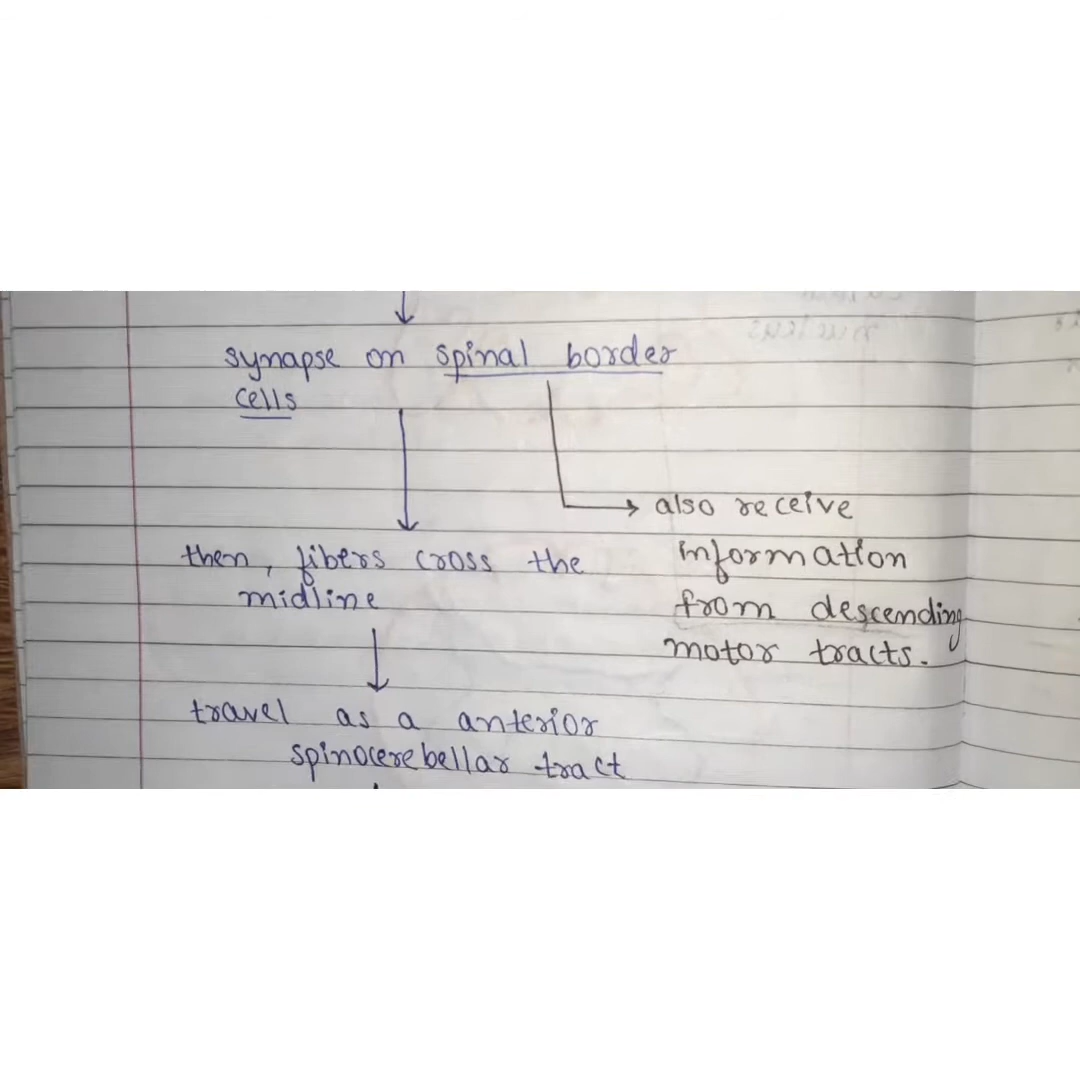 synapse on spinal border
cells
also receive
then, fibers cross the
midline
information
from descending
motor tracts.
travel as a anterior
spinocerebellar tract